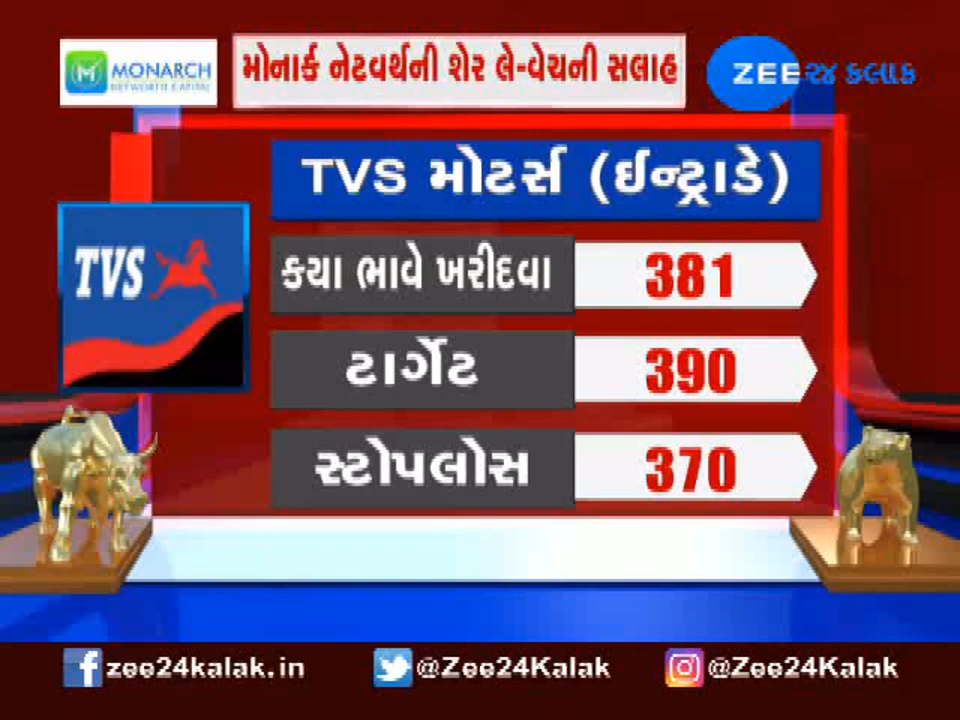 MONARCH
NETWORTH CAPITAL
મોનાર્ક નેટવર્થની શેર લે-વેચની સલાહ
ZEE ૨૪ કલાક
TVS મોટર્સ (ઈન્ટ્રાડે)
TVS
કયા ભાવે ખરીદવા 381
ટાર્ગેટ 390
સ્ટોપલોસ 370
zee24kalak.in @Zee24Kalak @Zee24Kalak